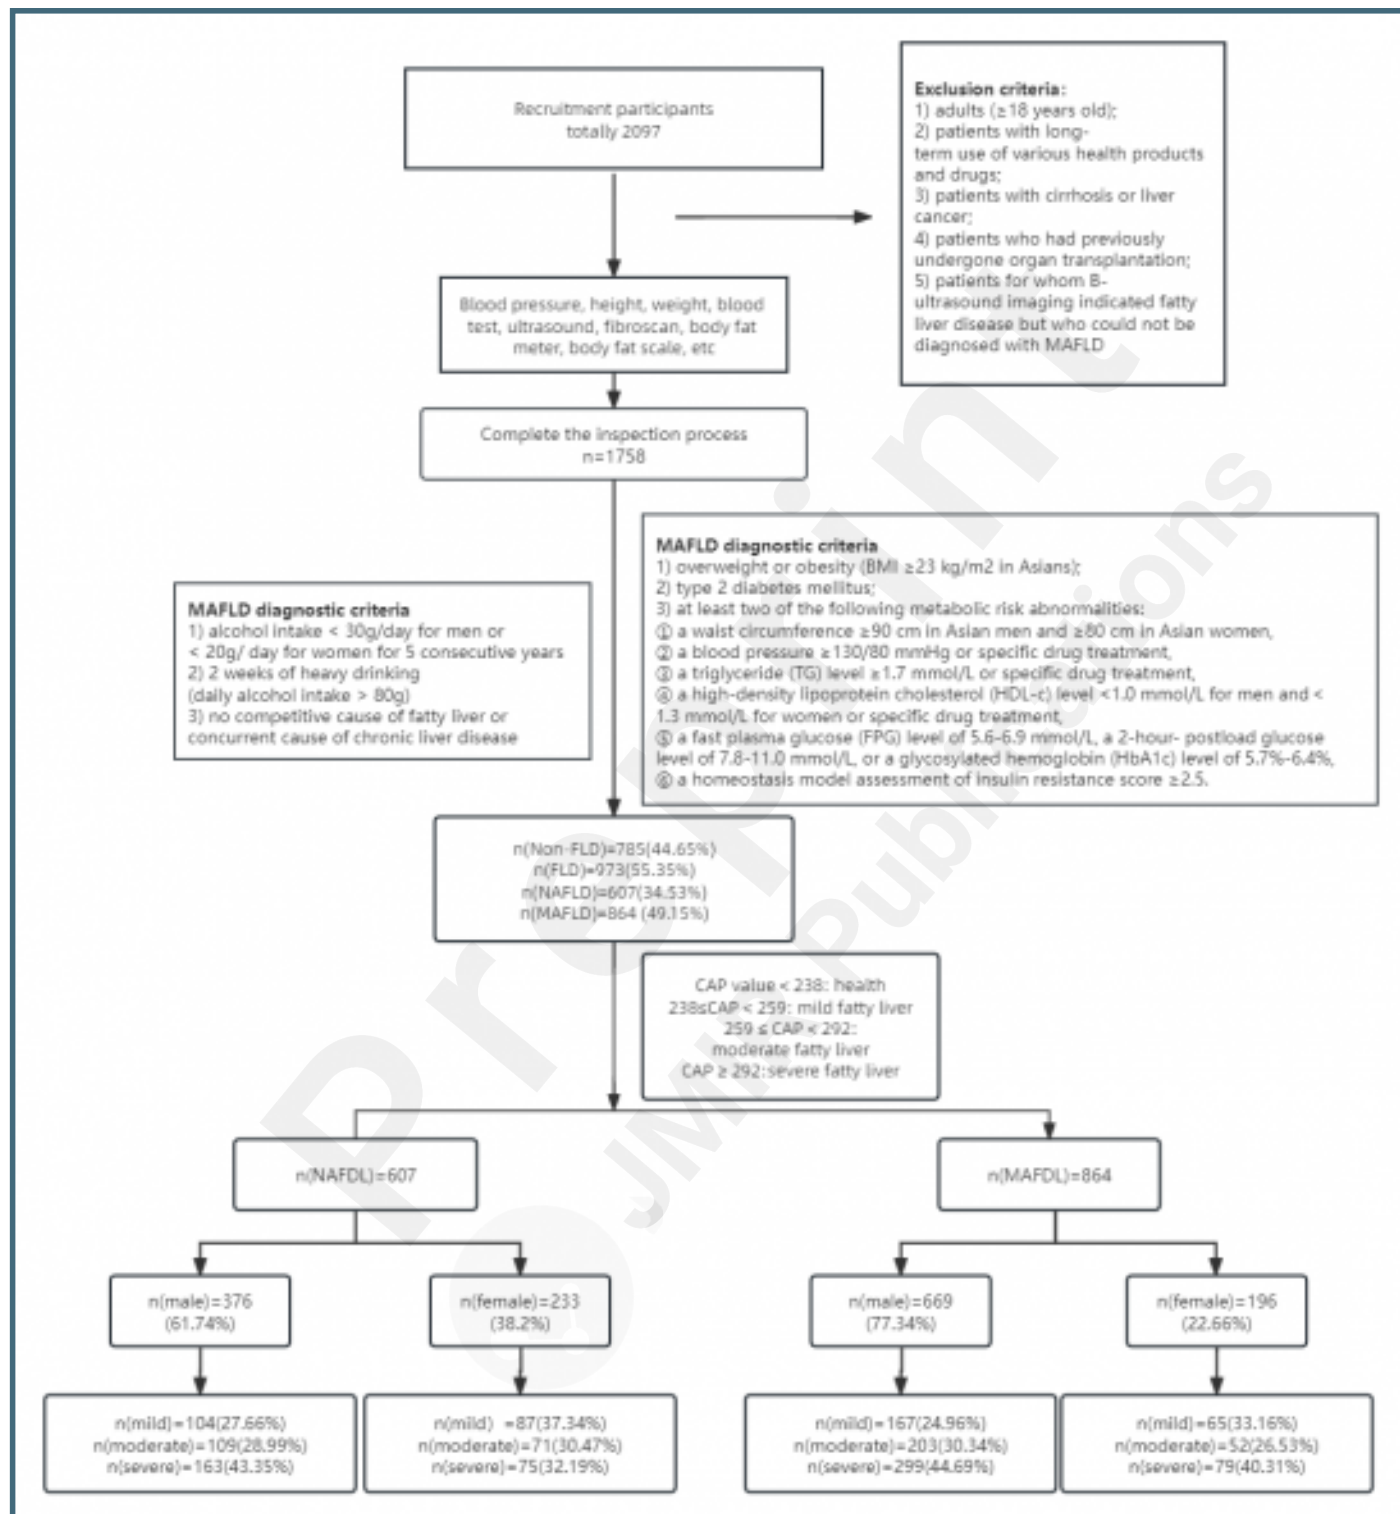 Recruitment participants
totally 2097
Exclusion criteria:
1) adults (≥18 years old);
2) patients with long-
term use of various health products
and drugs;
3) patients with cirrhosis or liver
cancer;
4) patients who had previously
undergone organ transplantation;
5) patients for whom B-
ultrasound imaging indicated fatty
liver disease but who could not be
diagnosed with MAFLD
Blood pressure, height, weight, blood
test, ultrasound, fibroscan, body fat
meter, body fat scale, etc
Complete the inspection process
n=1758
MAFLD diagnostic criteria
1) alcohol intake < 30g/day for men or
< 20g/ day for women for 5 consecutive years
2) 2 weeks of heavy drinking
(daily alcohol intake > 80g)
3) no competitive cause of fatty liver or
concurrent cause of chronic liver disease
MAFLD diagnostic criteria
1) overweight or obesity (BMI ≥23 kg/m2 in Asians);
2) type 2 diabetes mellitus;
3) at least two of the following metabolic risk abnormalities:
① a waist circumference ≥90 cm in Asian men and ≥80 cm in Asian women,
② a blood pressure ≥130/80 mmHg or specific drug treatment,
③ a triglyceride (TG) level ≥1.7 mmol/L or specific drug treatment,
④ a high-density lipoprotein cholesterol (HDL-c) level <1.0 mmol/L for men and <
1.3 mmol/L for women or specific drug treatment,
⑤ a fast plasma glucose (FPG) level of 5.6-6.9 mmol/L, a 2-hour- postload glucose
level of 7.8-11.0 mmol/L, or a glycosylated hemoglobin (HbA1c) level of 5.7%-6.4%,
⑥ a homeostasis model assessment of insulin resistance score ≥2.5.
n(Non-FLD)=785(44.65%)
n(FLD)=973(55.35%)
n(NAFLD)=607(34.53%)
n(MAFLD)=864 (49.15%)
CAP value < 238: health
238≤CAP < 259: mild fatty liver
259 ≤ CAP < 292:
moderate fatty liver
CAP ≥ 292:severe fatty liver
n(NAFDL)=607
n(MAFDL)=864
n(male)=376
(61.74%)
n(female)=233
(38.2%)
n(male)=669
(77.34%)
n(female)=196
(22.66%)
n(mild)=104(27.66%)
n(moderate)=109(28.99%)
n(severe)=163(43.35%)
n(mild) =87(37.34%)
n(moderate)=71(30.47%)
n(severe)=75(32.19%)
n(mild)=167(24.96%)
n(moderate)=203(30.34%)
n(severe)=299(44.69%)
n(mild)=65(33.16%)
n(moderate)=52(26.53%)
n(severe)=79(40.31%)
Preprint
JMIR Publications